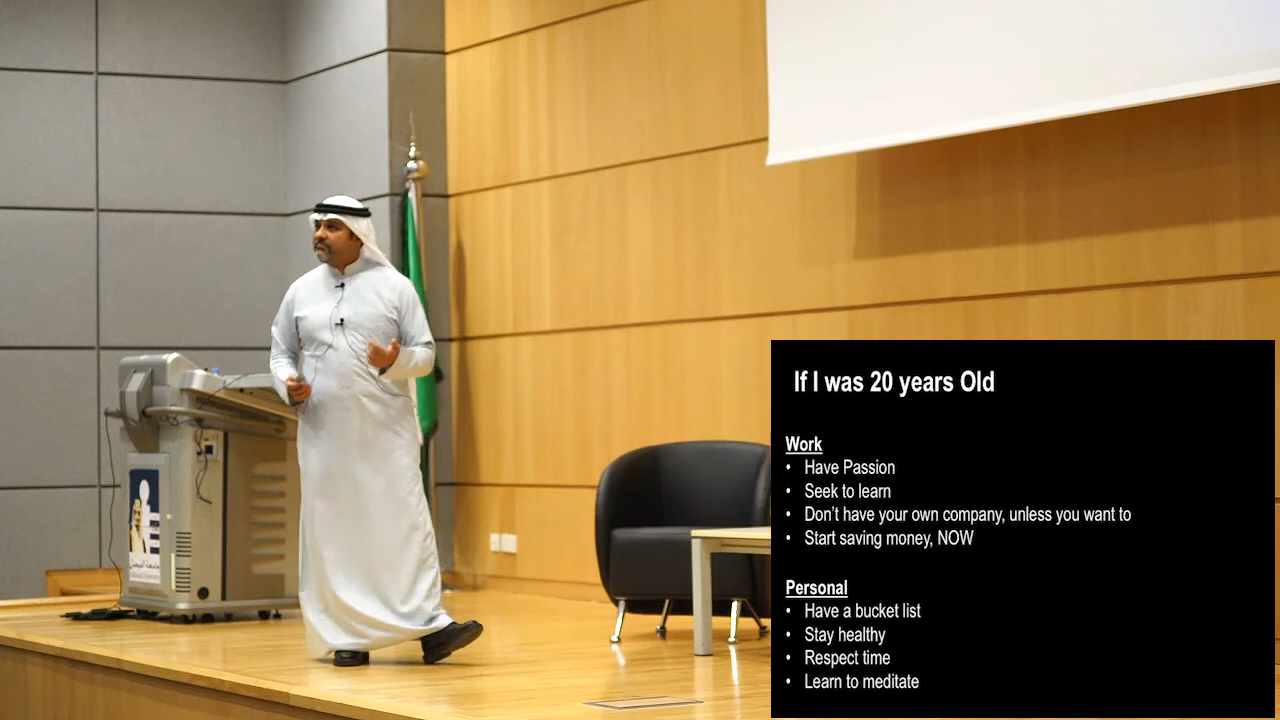 If I was 20 years Old
Work
• Have Passion
• Seek to learn
• Don't have your own company, unless you want to
• Start saving money, NOW
Personal
• Have a bucket list
• Stay healthy
• Respect time
• Learn to meditate